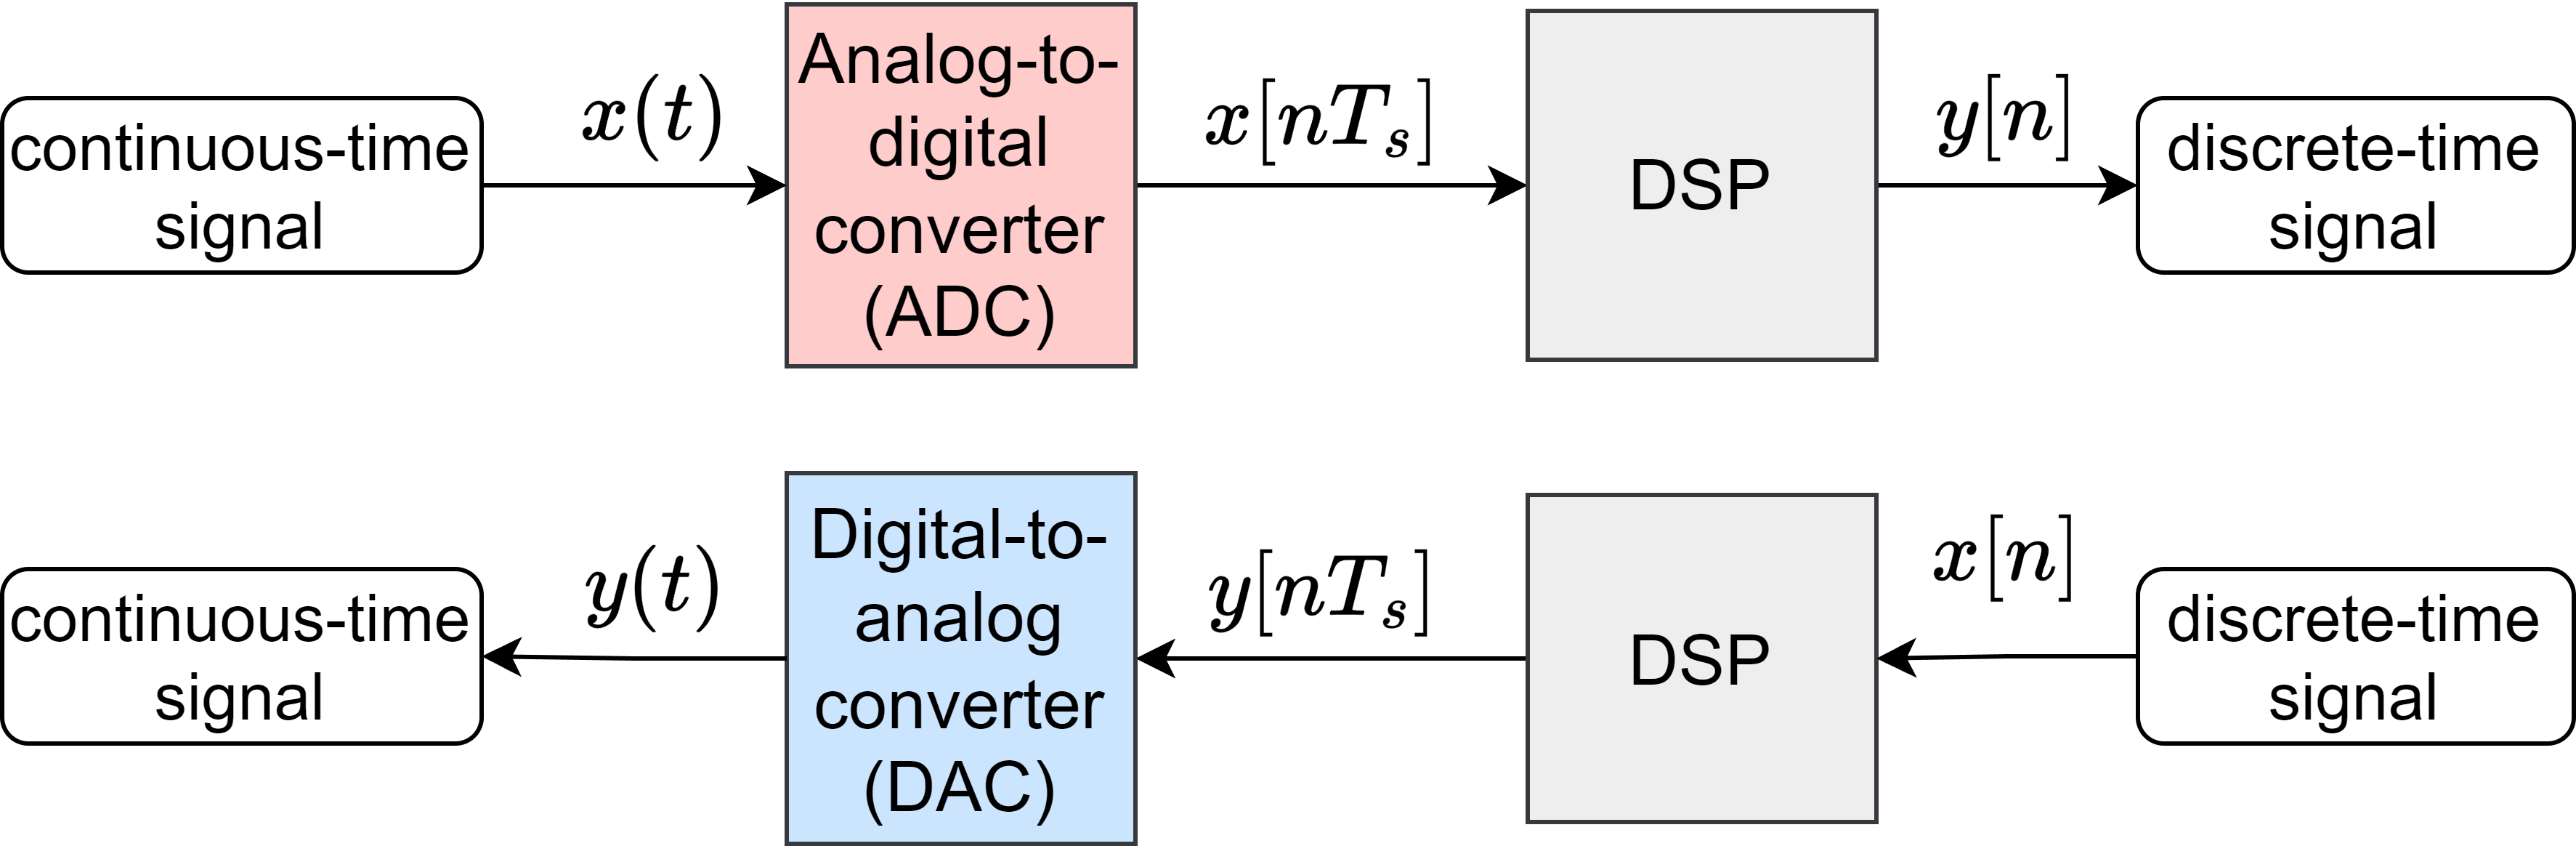 continuous-time
signal
x(t)
Analog-to-
digital
converter
(ADC)
x[nT_s]
DSP
y[n]
discrete-time
signal
continuous-time
signal
y(t)
Digital-to-
analog
converter
(DAC)
y[nT_s]
DSP
x[n]
discrete-time
signal